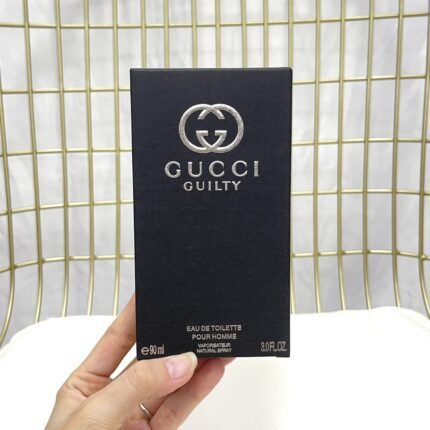 GUCCI
GUILTY
EAU DE TOILETTE
POUR HOMME
VAPORISATEUR
NATURAL SPRAY
℮90 ml
3.0 FL.OZ.